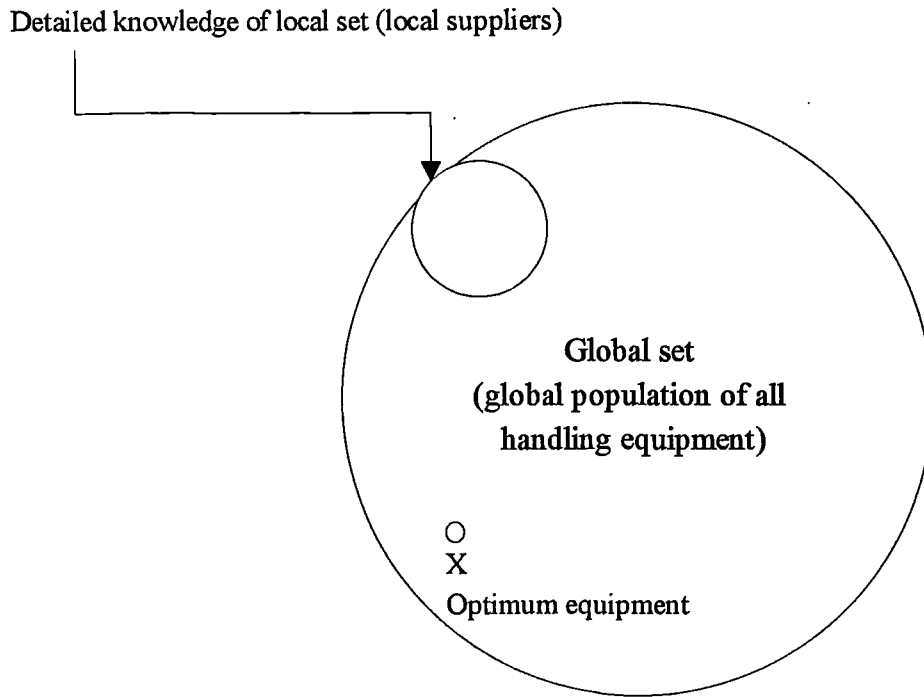 Detailed knowledge of local set (local suppliers)
Global set
(global population of all
handling equipment)
O
X
Optimum equipment